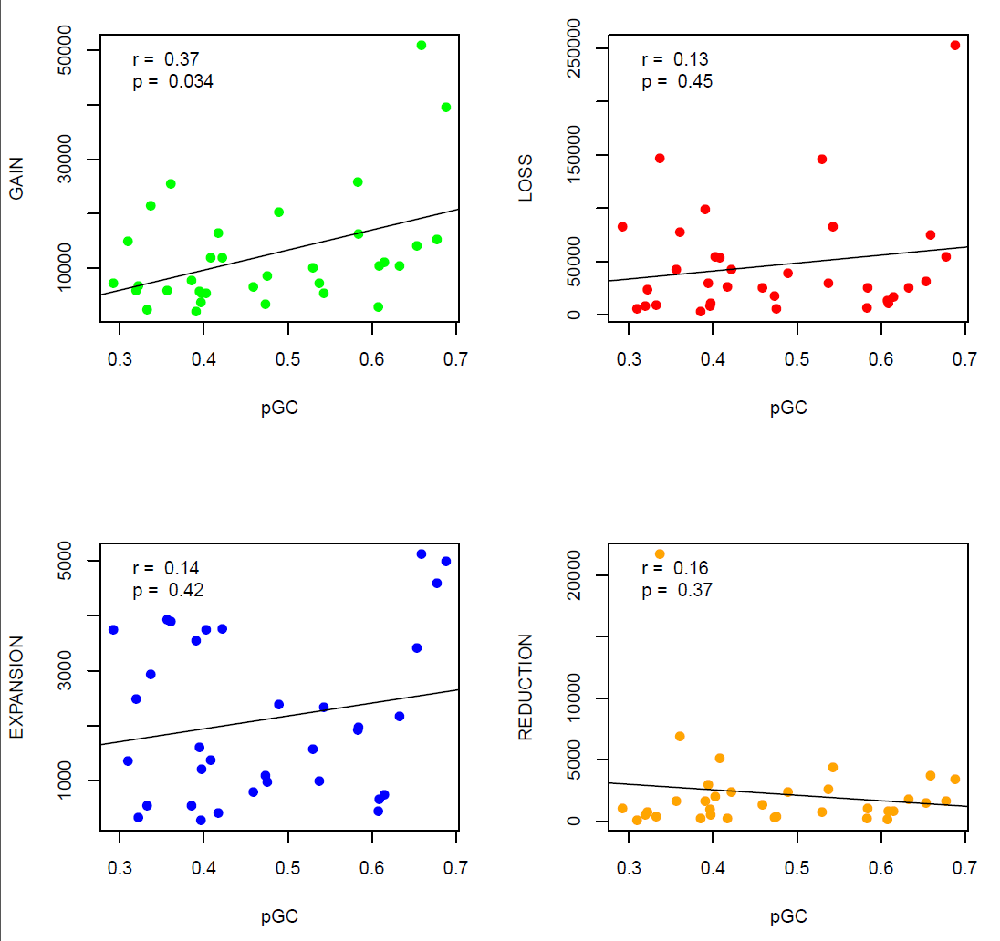 r = 0.37
p = 0.034
GAIN
50000
30000
10000
0.3 0.4 0.5 0.6 0.7
pGC
r = 0.13
p = 0.45
LOSS
250000
150000
50000
0
0.3 0.4 0.5 0.6 0.7
pGC
r = 0.14
p = 0.42
EXPANSION
5000
3000
1000
0.3 0.4 0.5 0.6 0.7
pGC
r = 0.16
p = 0.37
REDUCTION
20000
10000
5000
0
0.3 0.4 0.5 0.6 0.7
pGC